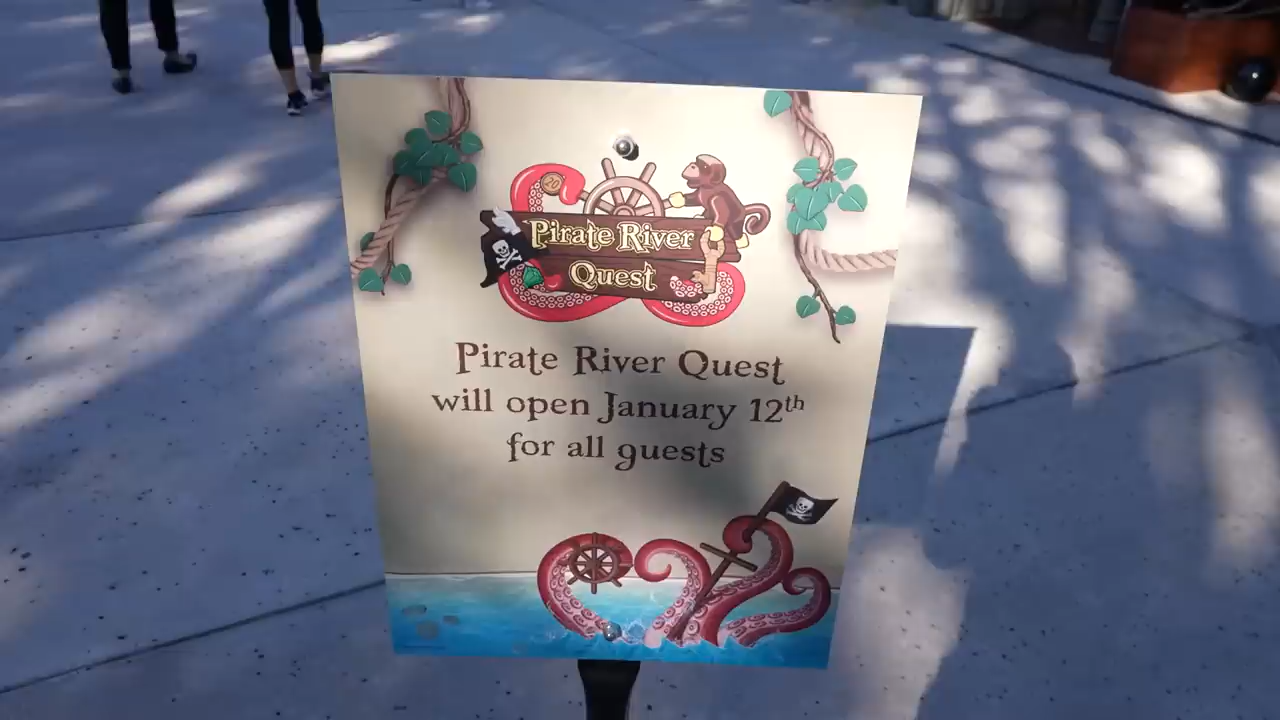 Pirate River
Quest
Pirate River Quest
will open January 12th
for all guests